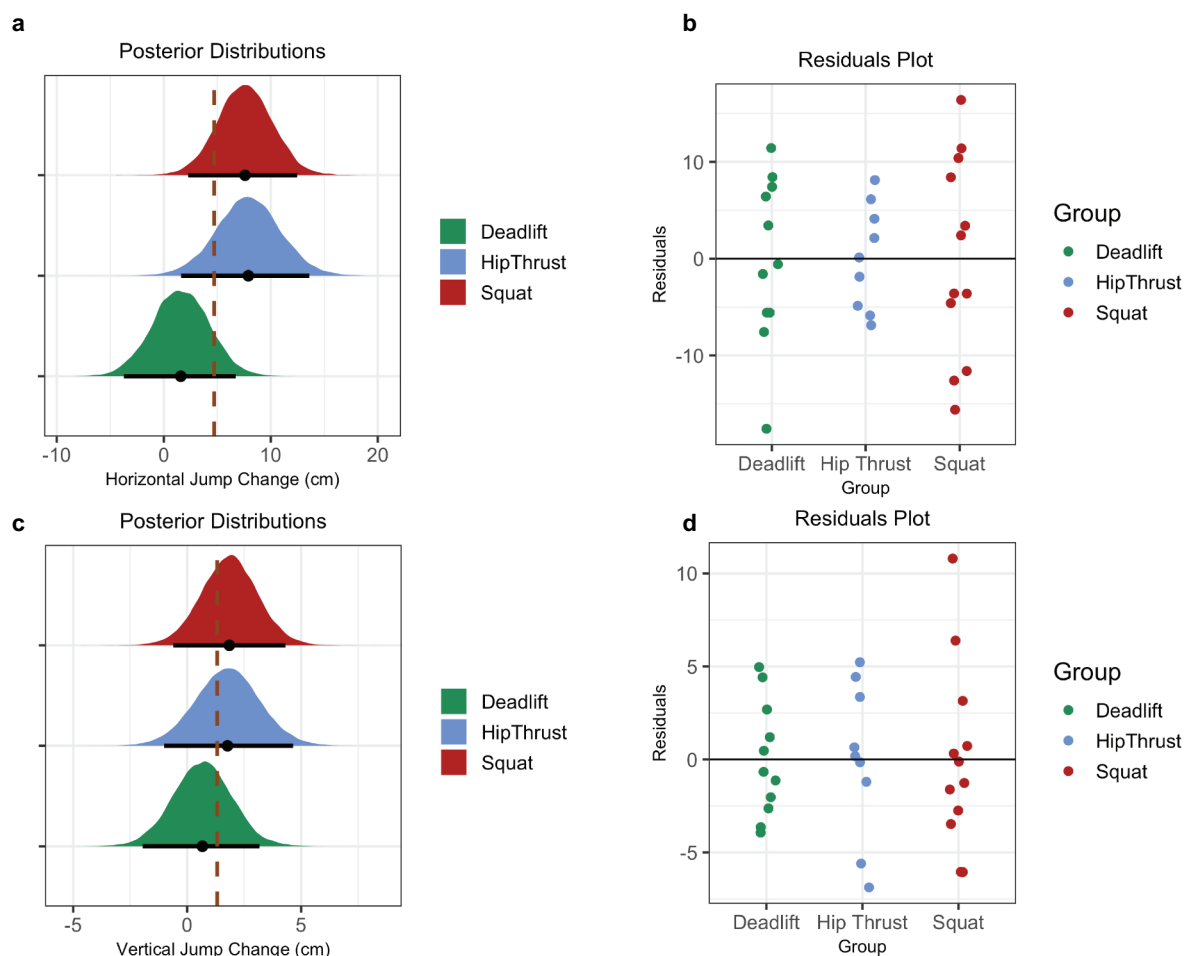 a
Posterior Distributions
Deadlift
HipThrust
Squat
-10 0 10 20
Horizontal Jump Change (cm)
b
Residuals Plot
10
0
-10
Residuals
Deadlift Hip Thrust Squat
Group
Group
Deadlift
HipThrust
Squat
c
Posterior Distributions
Deadlift
HipThrust
Squat
-5 0 5
Vertical Jump Change (cm)
d
Residuals Plot
10
5
0
-5
Residuals
Deadlift Hip Thrust Squat
Group
Group
Deadlift
HipThrust
Squat